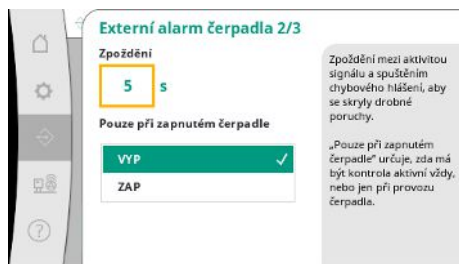 Externí alarm čerpadla 2/3
Zpoždění
5 s
Pouze při zapnutém čerpadle
VYP
ZAP
Zpoždění mezi aktivitou
signálu a spuštěním
chybového hlášení, aby
se skryly drobné
poruchy.
„Pouze při zapnutém
čerpadle" určuje, zda má
být kontrola aktivní vždy,
nebo jen při provozu
čerpadla.